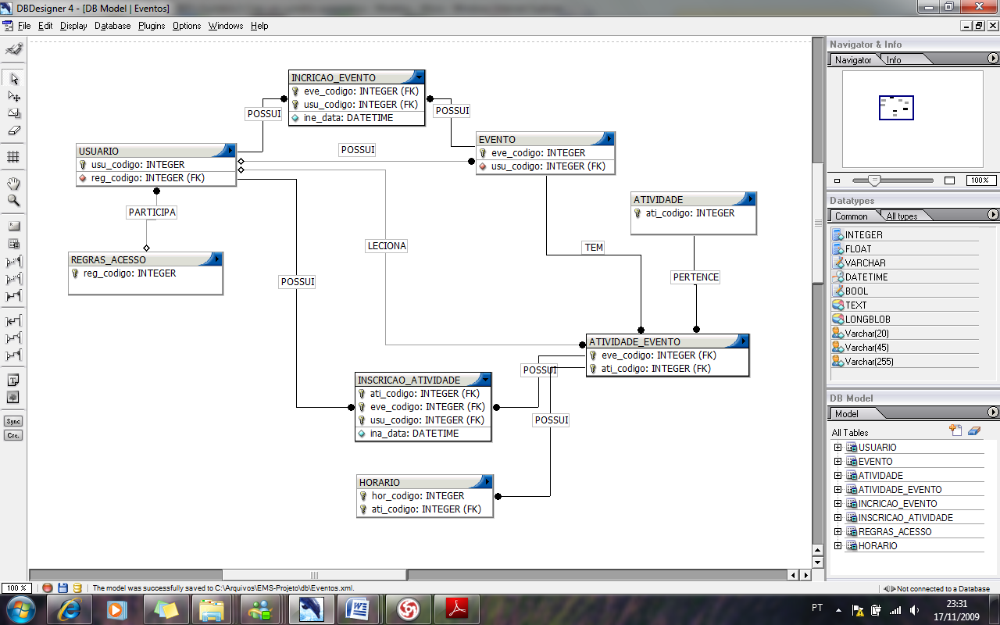 DBDesigner 4 - [DB Model | Eventos]
File Edit Display Database Plugins Options Windows Help
INCRICAO_EVENTO
eve_codigo: INTEGER (FK)
usu_codigo: INTEGER (FK)
ine_data: DATETIME
POSSUI
POSSUI
EVENTO
eve_codigo: INTEGER
usu_codigo: INTEGER (FK)
USUARIO
usu_codigo: INTEGER
reg_codigo: INTEGER (FK)
POSSUI
ATIVIDADE
ati_codigo: INTEGER
PARTICIPA
REGRAS_ACESSO
reg_codigo: INTEGER
LECIONA
TEM
POSSUI
PERTENCE
ATIVIDADE_EVENTO
eve_codigo: INTEGER (FK)
ati_codigo: INTEGER (FK)
POSSUI
INSCRICAO_ATIVIDADE
ati_codigo: INTEGER (FK)
eve_codigo: INTEGER (FK)
usu_codigo: INTEGER (FK)
ina_data: DATETIME
POSSUI
HORARIO
hor_codigo: INTEGER
ati_codigo: INTEGER (FK)
Sync
Navigator & Info
Navigator Info
100%
Datatypes
Common All types
INTEGER
FLOAT
VARCHAR
DATETIME
BOOL
TEXT
LONGBLOB
Varchar(20)
Varchar(45)
Varchar(255)
DB Model
Model
All Tables
USUARIO
EVENTO
ATIVIDADE
ATIVIDADE_EVENTO
INCRICAO_EVENTO
INSCRICAO_ATIVIDADE
REGRAS_ACESSO
HORARIO
100 % The model was successfully saved to C:\Arquivos\EMS-Projeto\db\Eventos.xml.
Not connected to a Database
PT
23:31
17/11/2009